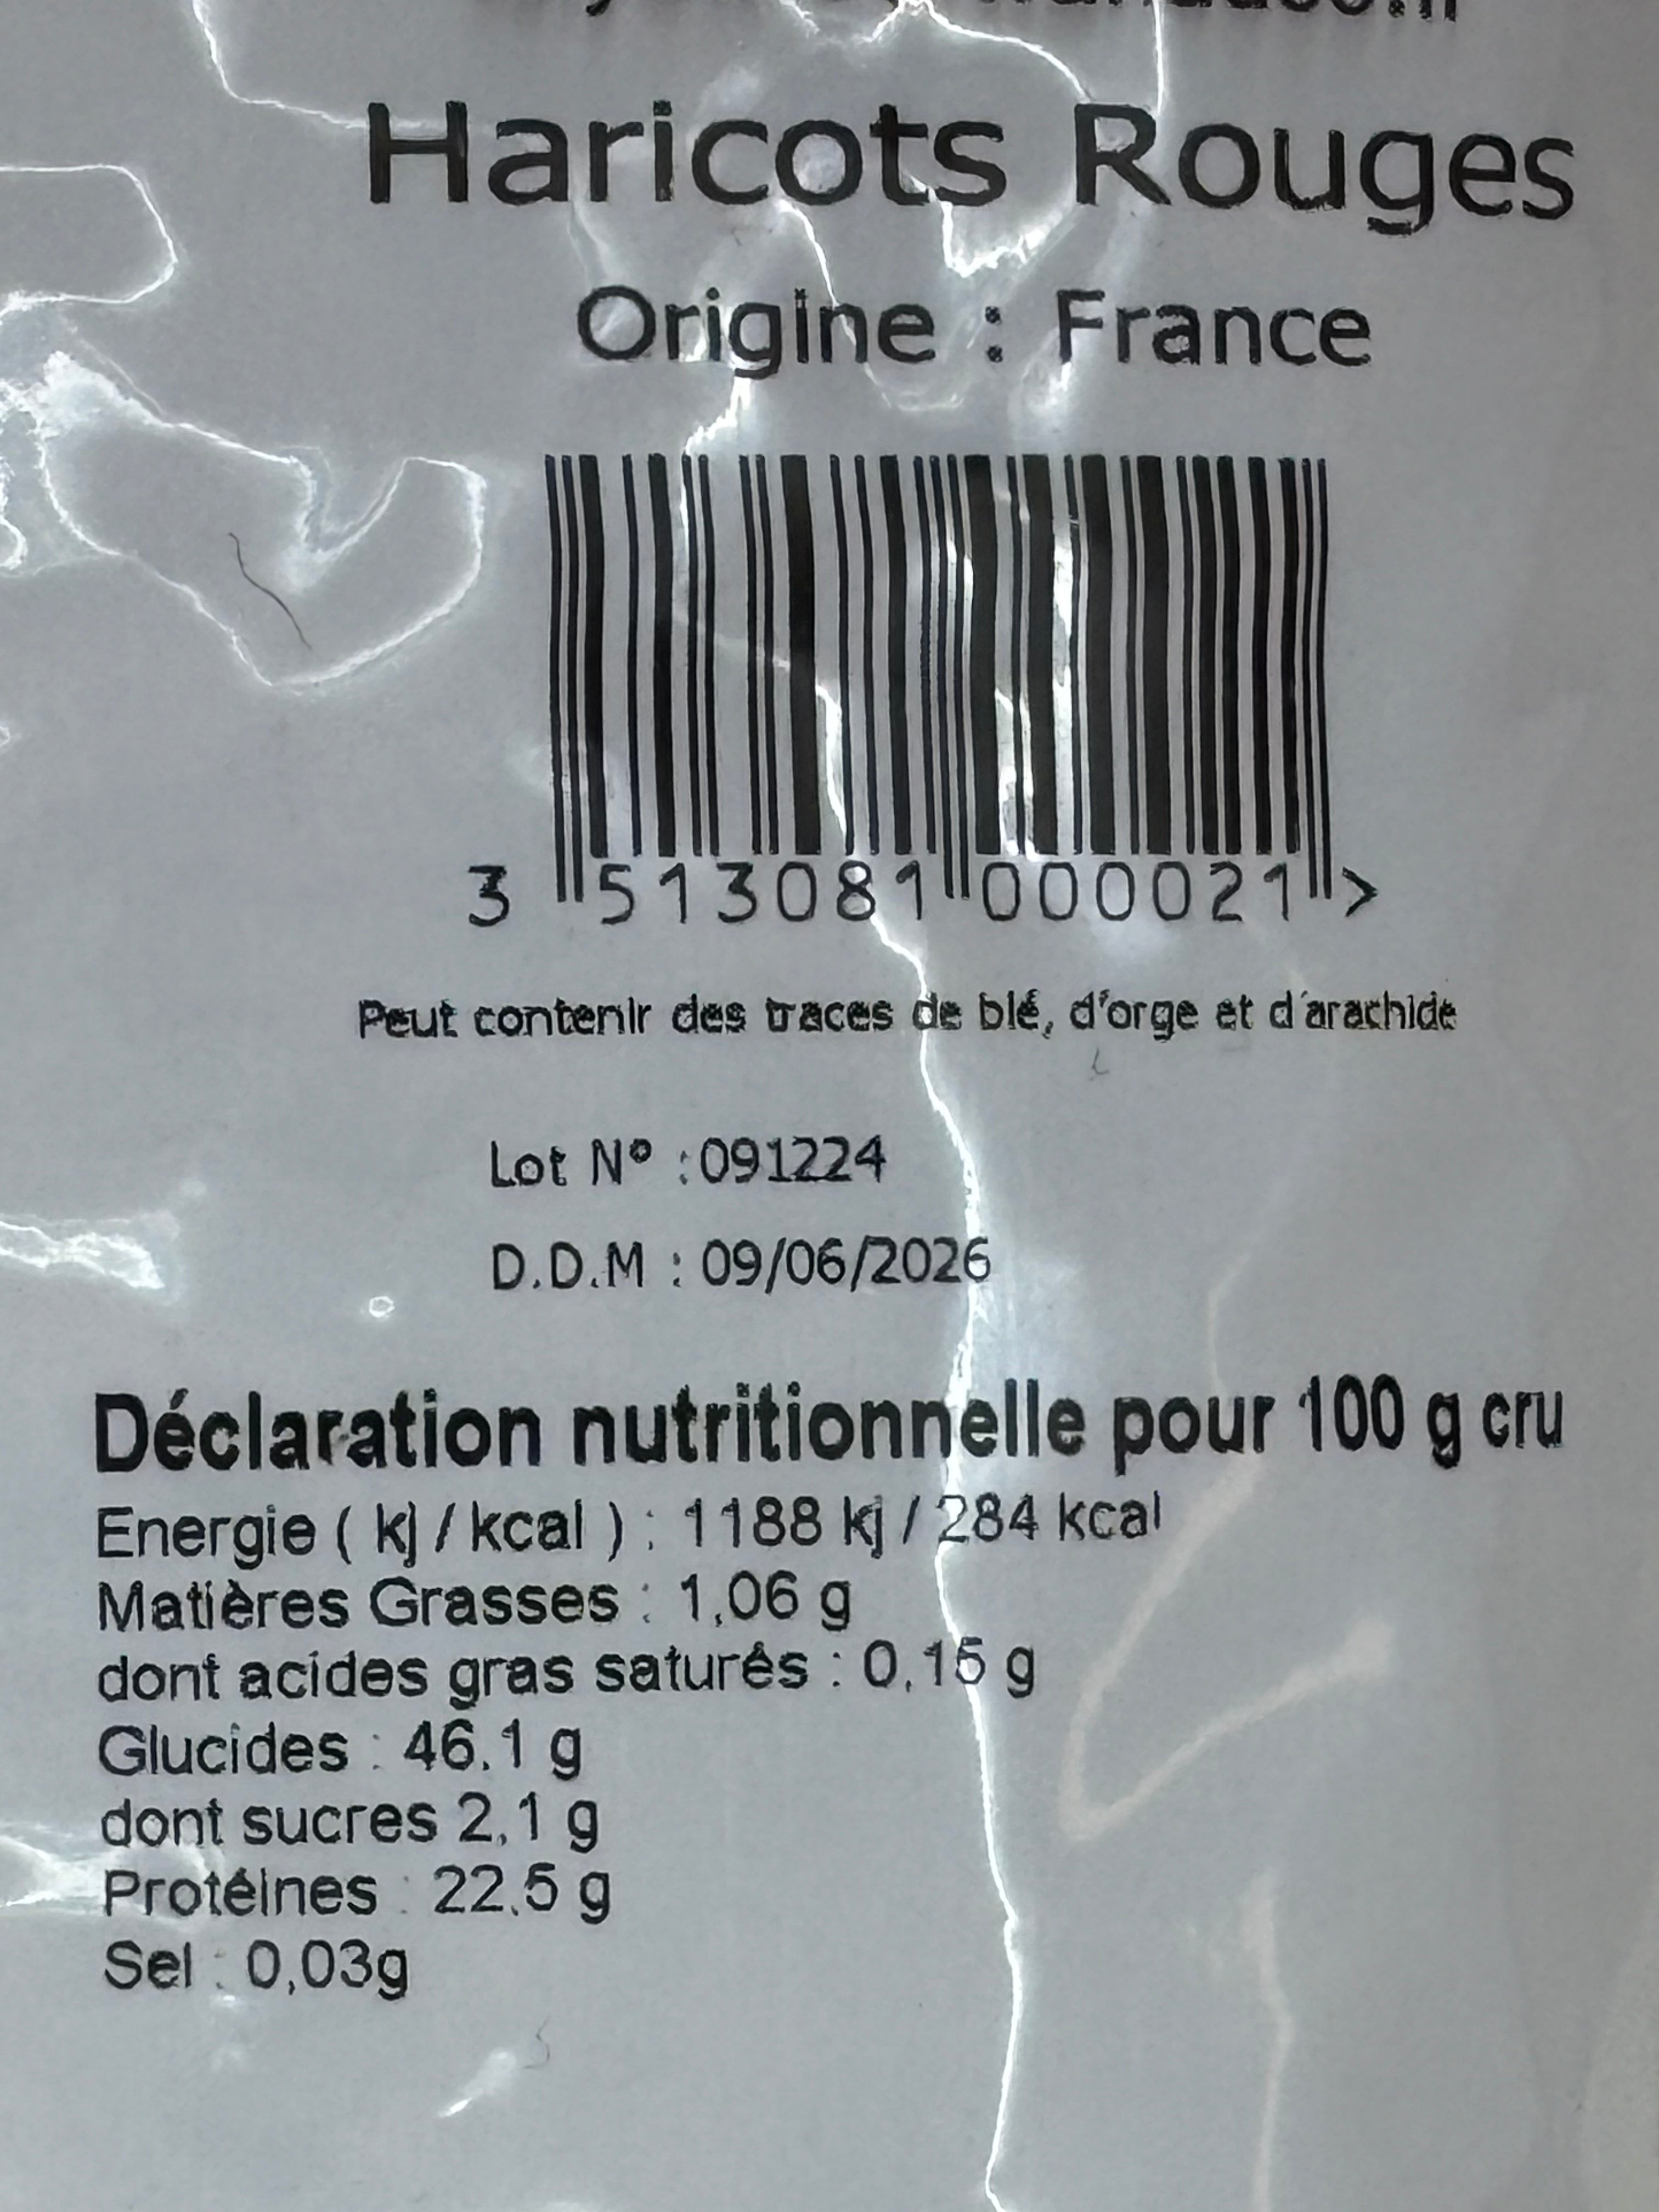 Haricots Rouges
Origine : France
3 513081 000021 >
Peut contenir des traces de blé, d'orge et d'arachide
Lot N° :091224
D.D.M : 09/06/2026
Déclaration nutritionnelle pour 100 g cru
Energie ( kj / kcal ) : 1188 kj / 284 kcal
Matières Grasses : 1,06 g
dont acides gras saturés : 0,15 g
Glucides : 46,1 g
dont sucres 2,1 g
Protéines : 22,5 g
Sel : 0,03g